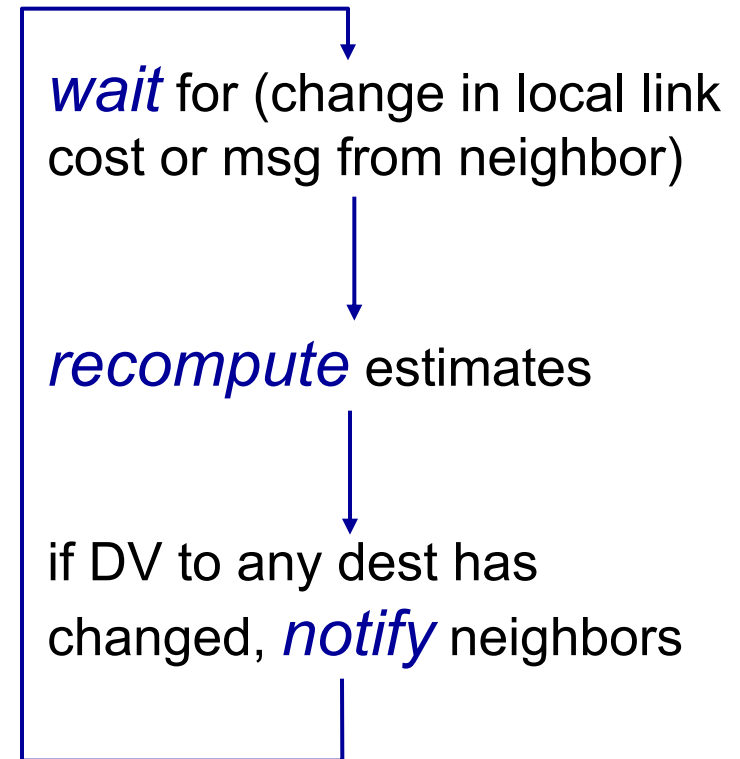 wait for (change in local link
cost or msg from neighbor)
recompute estimates
if DV to any dest has
changed, notify neighbors